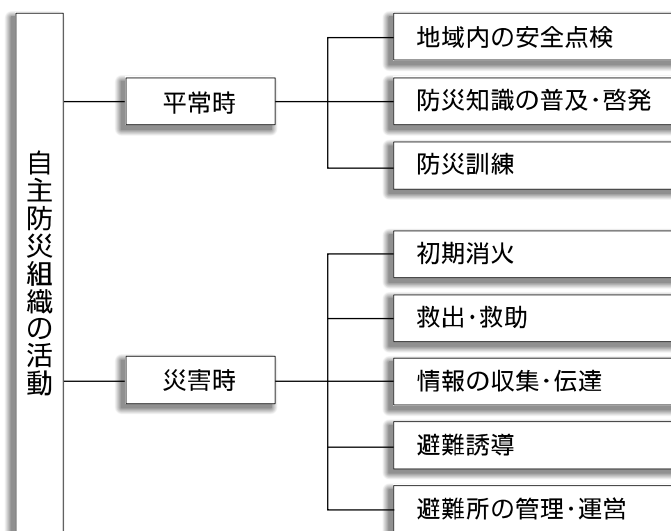 自主防災組織の活動
平常時
地域内の安全点検
防災知識の普及・啓発
防災訓練
災害時
初期消火
救出・救助
情報の収集・伝達
避難誘導
避難所の管理・運営